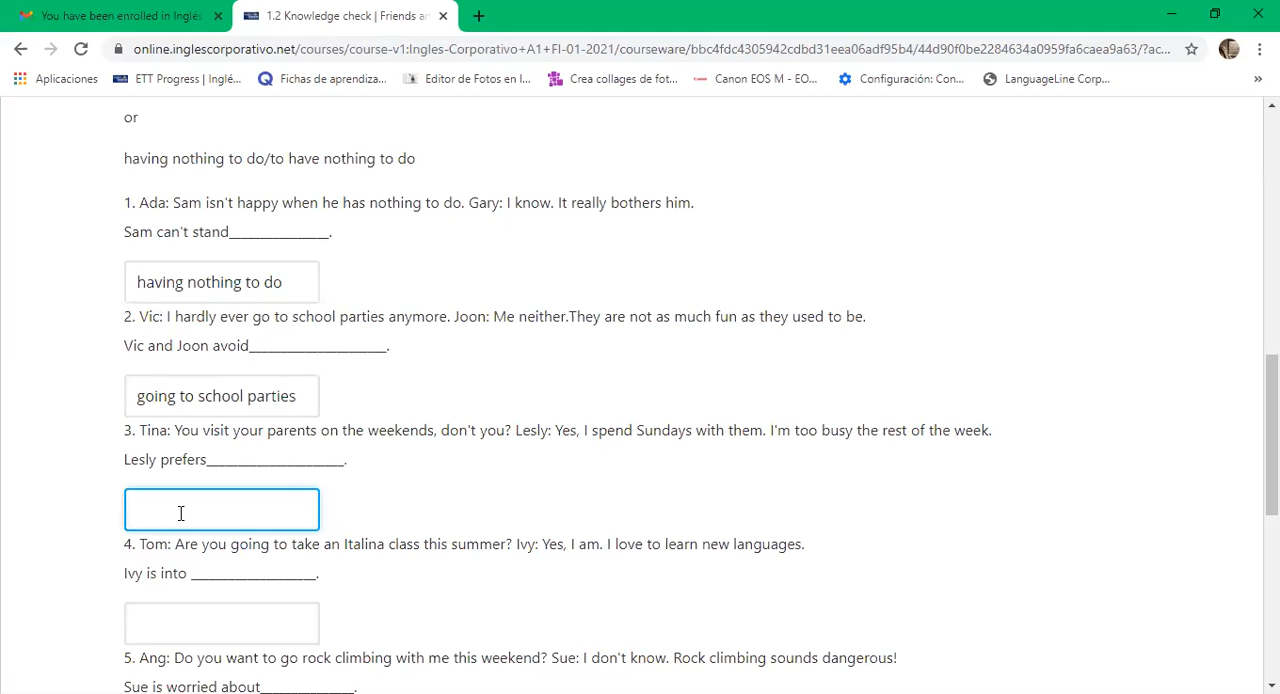 You have been enrolled in Inglés
1.2 Knowledge check | Friends an
online.inglescorporativo.net/courses/course-v1:Ingles-Corporativo+A1+FI-01-2021/courseware/bbc4fdc4305942cdbd31eea06adf95b4/44d90f0be2284634a0959fa6caea9a63/?ac...
Aplicaciones
ETT Progress | Inglé...
Fichas de aprendiza...
Editor de Fotos en l...
Crea collages de fot...
Canon EOS M - EO...
Configuración: Con...
LanguageLine Corp...
»
or
having nothing to do/to have nothing to do
1. Ada: Sam isn't happy when he has nothing to do. Gary: I know. It really bothers him.
Sam can't stand________________.
having nothing to do
2. Vic: I hardly ever go to school parties anymore. Joon: Me neither.They are not as much fun as they used to be.
Vic and Joon avoid______________________.
going to school parties
3. Tina: You visit your parents on the weekends, don't you? Lesly: Yes, I spend Sundays with them. I'm too busy the rest of the week.
Lesly prefers______________________.
4. Tom: Are you going to take an Italina class this summer? Ivy: Yes, I am. I love to learn new languages.
Ivy is into ____________________.
5. Ang: Do you want to go rock climbing with me this weekend? Sue: I don't know. Rock climbing sounds dangerous!
Sue is worried about_______________.